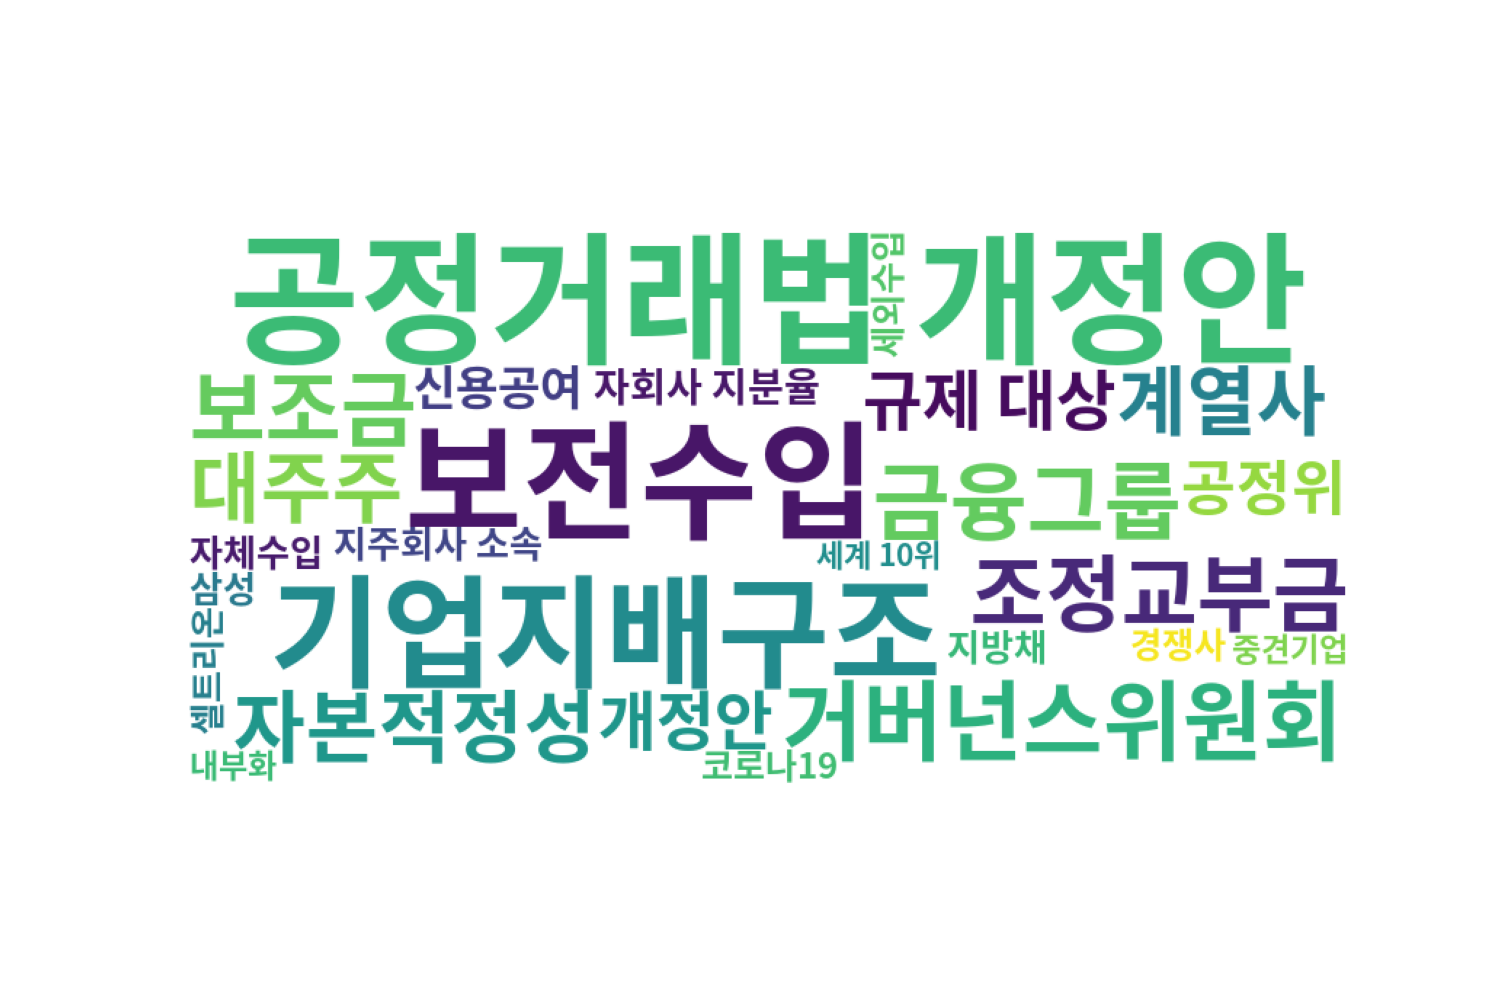 공정거래법 개정안
세외수입
보조금
신용공여
자회사 지분율
규제 대상
계열사
보전수입
대주주
금융그룹
공정위
자체수입
지주회사 소속
세계 10위
조정교부금
삼성
기업지배구조
셀트리온
지방채
경쟁사
중견기업
자본적정성
개정안
거버넌스위원회
내부화
코로나19